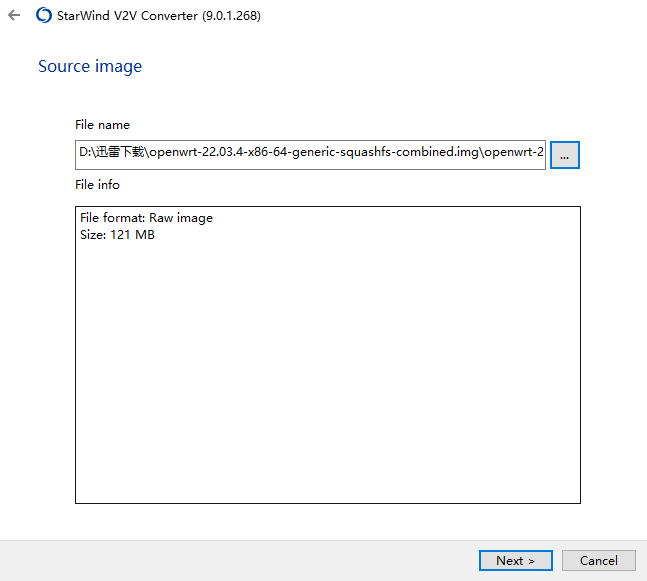 StarWind V2V Converter (9.0.1.268)
Source image
File name
D:\迅雷下载\openwrt-22.03.4-x86-64-generic-squashfs-combined.img\openwrt-2
...
File info
File format: Raw image
Size: 121 MB
Next >
Cancel